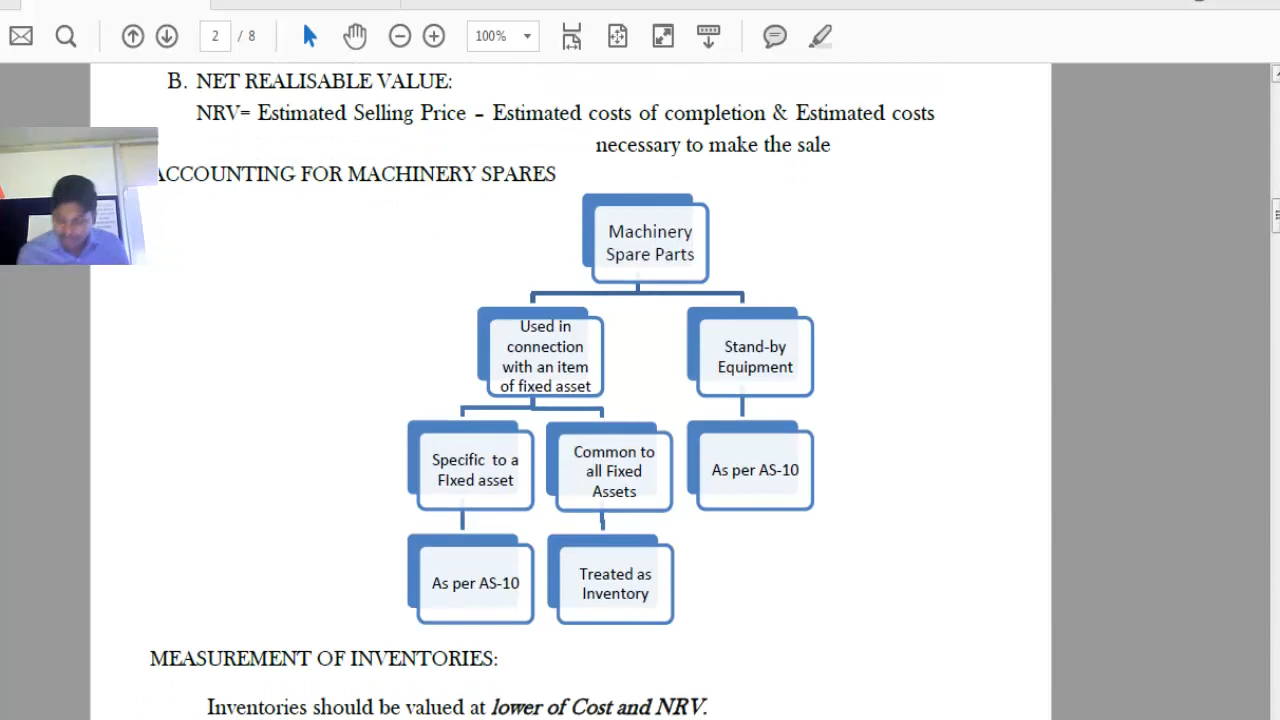 2 / 8
100%
B. NET REALISABLE VALUE:
NRV= Estimated Selling Price – Estimated costs of completion & Estimated costs
necessary to make the sale
ACCOUNTING FOR MACHINERY SPARES
Machinery
Spare Parts
Used in
connection
with an item
of fixed asset
Stand-by
Equipment
Specific to a
FIxed asset
Common to
all Fixed
Assets
As per AS-10
As per AS-10
Treated as
Inventory
MEASUREMENT OF INVENTORIES:
Inventories should be valued at lower of Cost and NRV.